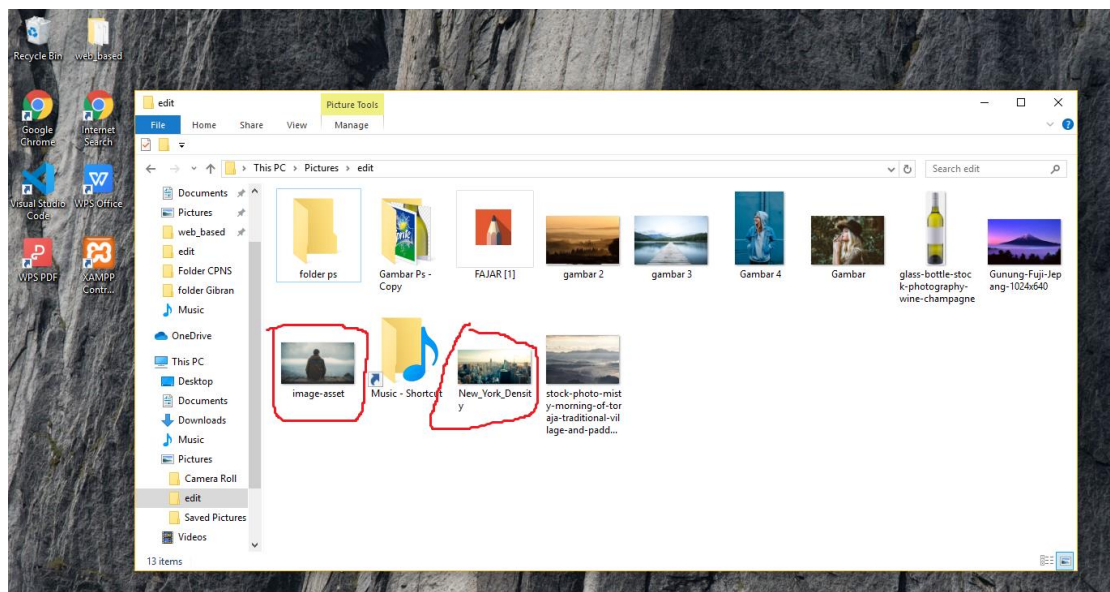 Recycle Bin
web_based
Google
Chrome
Internet
Search
Visual Studio
Code
WPS Office
WPS PDF
XAMPP
Contr...
edit
Picture Tools
File
Home
Share
View
Manage
This PC
Pictures
edit
Search edit
Documents
Pictures
web_based
edit
Folder CPNS
folder Gibran
Music
OneDrive
This PC
Desktop
Documents
Downloads
Music
Pictures
Camera Roll
edit
Saved Pictures
Videos
folder ps
Gambar Ps -
Copy
FAJAR [1]
gambar 2
gambar 3
Gambar 4
Gambar
glass-bottle-stoc
k-photography-
wine-champagne
Gunung-Fuji-Jep
ang-1024x640
image-asset
Music - Shortcut
New_York_Densit
y
stock-photo-mist
y-morning-of-tor
aja-traditional-vil
lage-and-padd...
13 items